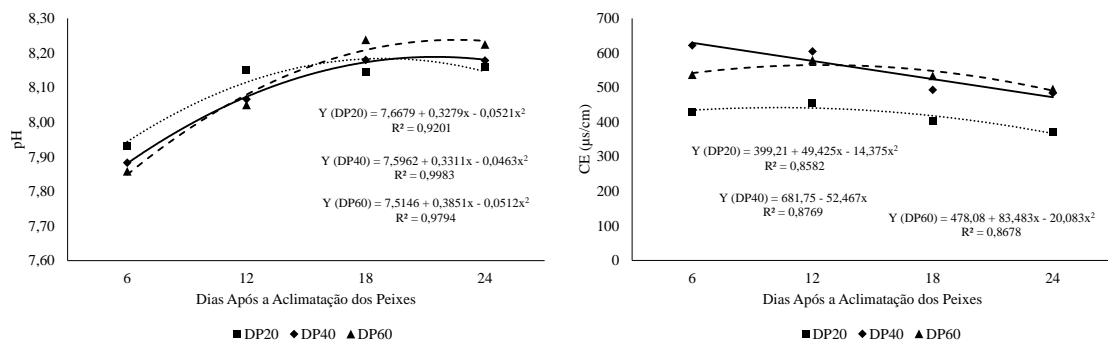 8,30
8,20
8,10
8,00
7,90
7,80
7,70
7,60
pH
Y (DP20) = 7,6679 + 0,3279x - 0,0521x²
R² = 0,9201
Y (DP40) = 7,5962 + 0,3311x - 0,0463x²
R² = 0,9983
Y (DP60) = 7,5146 + 0,3851x - 0,0512x²
R² = 0,9794
6 12 18 24
Dias Após a Aclimatação dos Peixes
DP20 DP40 DP60
700
600
500
400
300
200
100
0
CE (µs/cm)
Y (DP20) = 399,21 + 49,425x - 14,375x²
R² = 0,8582
Y (DP40) = 681,75 - 52,467x
R² = 0,8769
Y (DP60) = 478,08 + 83,483x - 20,083x²
R² = 0,8678
6 12 18 24
Dias Após a Aclimatação dos Peixes
DP20 DP40 DP60